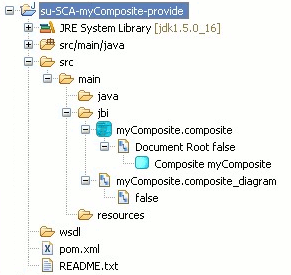 su-SCA-myComposite-provide
JRE System Library [jdk1.5.0_16]
src/main/java
src
main
java
jbi
myComposite.composite
Document Root false
Composite myComposite
myComposite.composite_diagram
false
resources
wsdl
pom.xml
README.txt